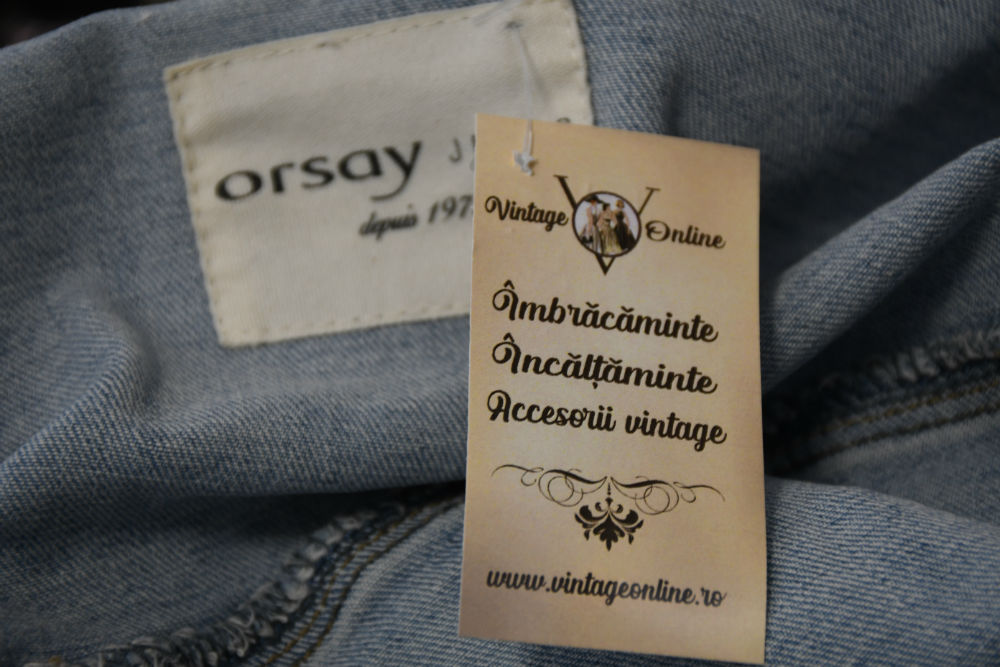 orsay
depuis 197
Vintage Online
Îmbrăcăminte
Încălțăminte
Accesorii vintage
www.vintageonline.ro